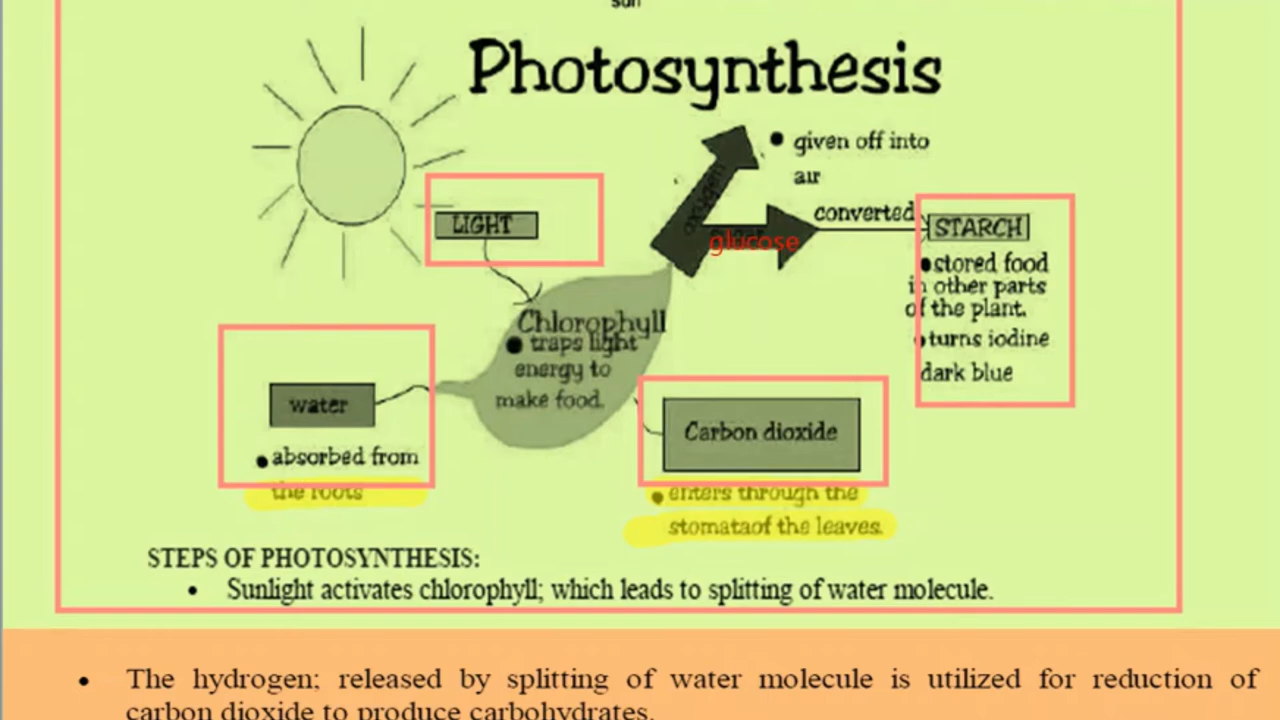 sun
Photosynthesis
given off into
air
oxygen
converted
LIGHT
glucose
STARCH
stored food
in other parts
of the plant.
turns iodine
dark blue
Chlorophyll
traps light
energy to
make food.
water
absorbed from
the roots
Carbon dioxide
enters through the
stomataof the leaves.
STEPS OF PHOTOSYNTHESIS:
• Sunlight activates chlorophyll; which leads to splitting of water molecule.
• The hydrogen; released by splitting of water molecule is utilized for reduction of
carbon dioxide to produce carbohydrates.